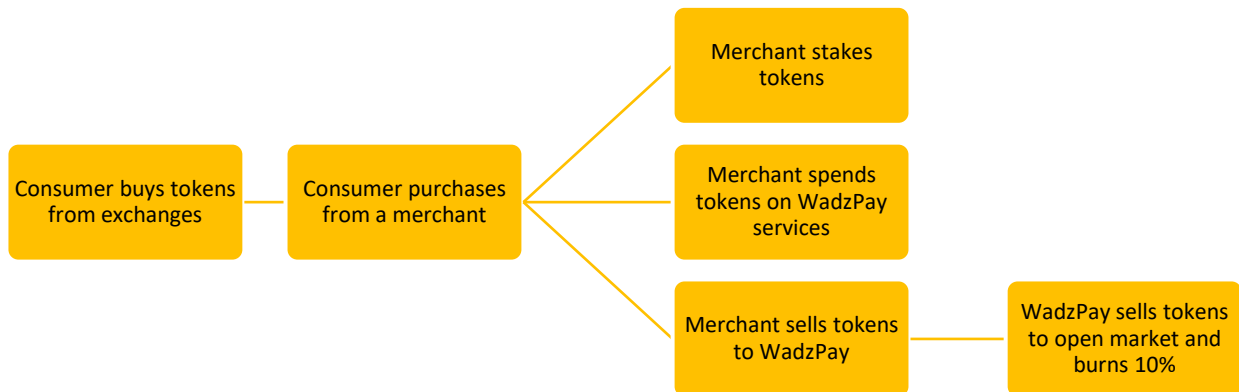 Consumer buys tokens
from exchanges
Consumer purchases
from a merchant
Merchant stakes
tokens
Merchant spends
tokens on WadzPay
services
Merchant sells tokens
to WadzPay
WadzPay sells tokens
to open market and
burns 10%